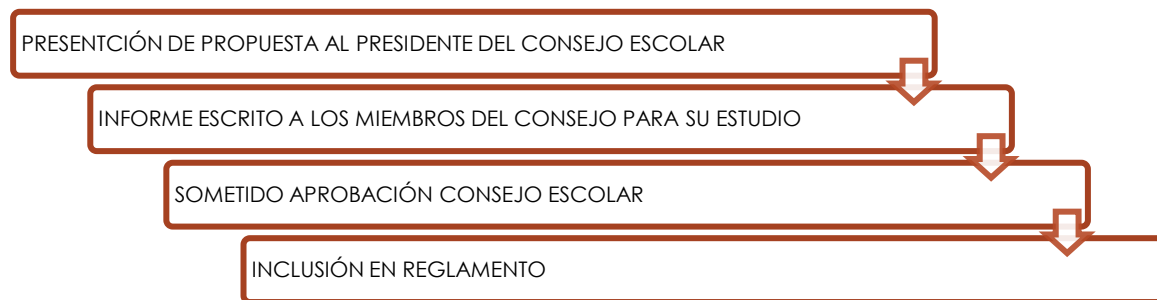 PRESENTCIÓN DE PROPUESTA AL PRESIDENTE DEL CONSEJO ESCOLAR
INFORME ESCRITO A LOS MIEMBROS DEL CONSEJO PARA SU ESTUDIO
SOMETIDO APROBACIÓN CONSEJO ESCOLAR
INCLUSIÓN EN REGLAMENTO